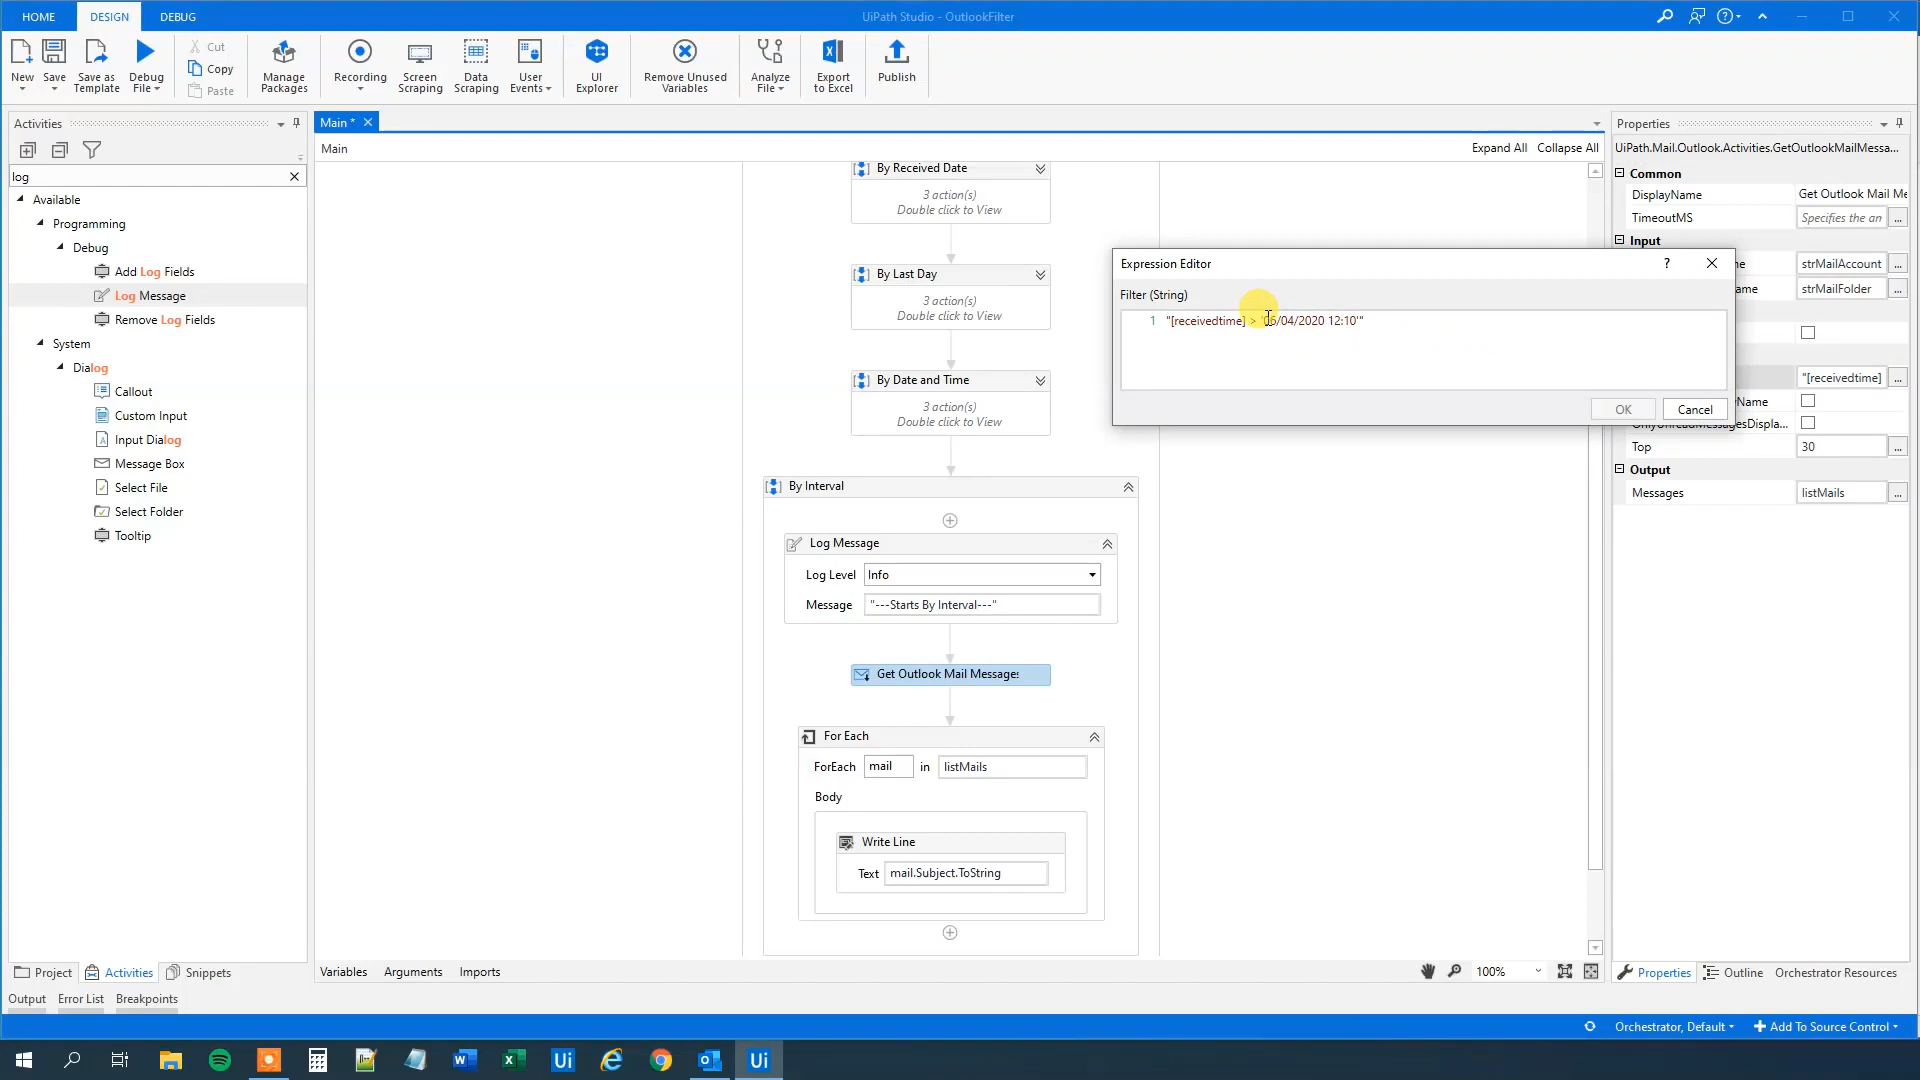 HOME DESIGN DEBUG
UiPath Studio - OutlookFilter
New Save Save as Template Debug File
Cut
Copy
Paste
Manage Packages
Recording
Screen Scraping
Data Scraping
User Events
UI Explorer
Remove Unused Variables
Analyze File
Export to Excel
Publish
Activities
log
Available
Programming
Debug
Add Log Fields
Log Message
Remove Log Fields
System
Dialog
Callout
Custom Input
Input Dialog
Message Box
Select File
Select Folder
Tooltip
Project Activities Snippets
Main *
Main
Expand All Collapse All
By Received Date
3 action(s)
Double click to View
By Last Day
3 action(s)
Double click to View
By Date and Time
3 action(s)
Double click to View
By Interval
Log Message
Log Level Info
Message "---Starts By Interval---"
Get Outlook Mail Message
For Each
ForEach mail in listMails
Body
Write Line
Text mail.Subject.ToString
Variables Arguments Imports
100%
Expression Editor
Filter (String)
1 "[receivedtime] > '06/04/2020 12:10'"
OK Cancel
Properties
UiPath.Mail.Outlook.Activities.GetOutlookMailMessa...
Common
DisplayName Get Outlook Mail Me
TimeoutMS Specifies the an ...
Input
strMailAccount ...
strMailFolder ...
"[receivedtime] ...
Top 30 ...
Output
Messages listMails ...
Properties Outline Orchestrator Resources
Output Error List Breakpoints
Orchestrator, Default Add To Source Control